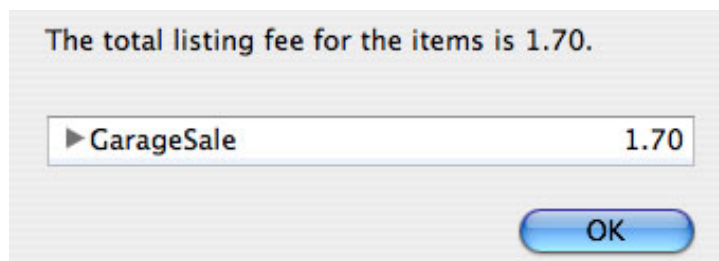 The total listing fee for the items is 1.70.
GarageSale 1.70
OK